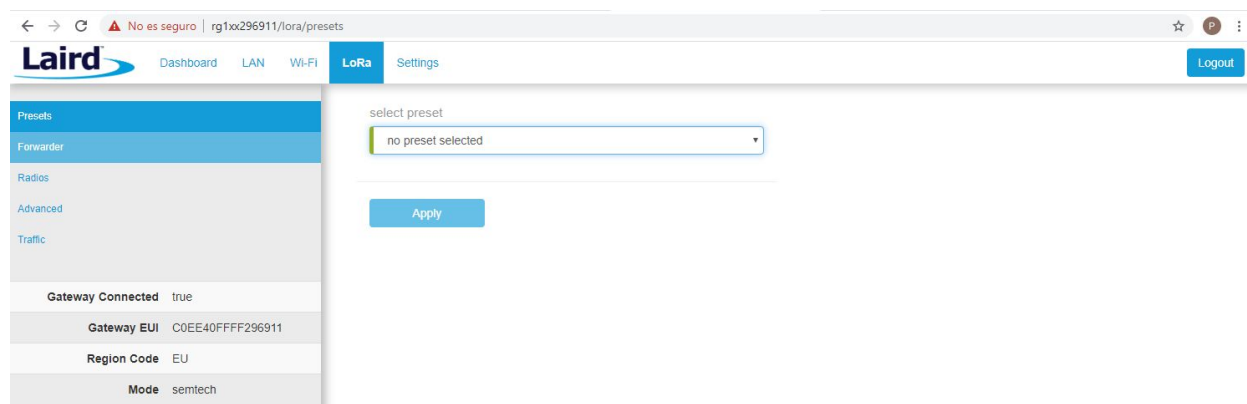 No es seguro | rg1xx296911/lora/presets
P
Laird Dashboard LAN Wi-Fi LoRa Settings Logout
Presets
Forwarder
Radios
Advanced
Traffic
Gateway Connected true
Gateway EUI C0EE40FFFF296911
Region Code EU
Mode semtech
select preset
no preset selected
Apply